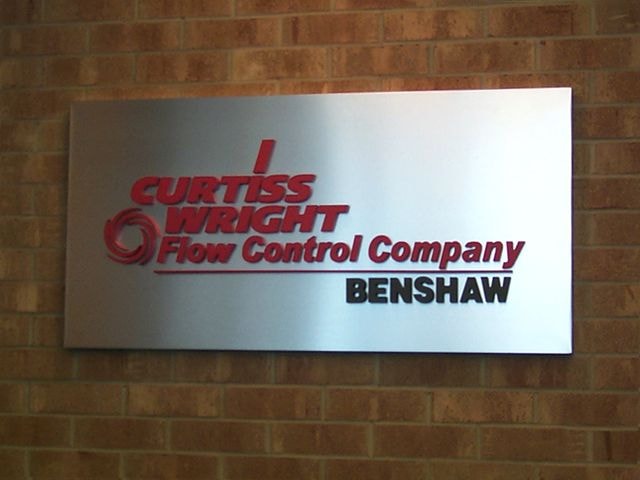 CURTISS
WRIGHT
Flow Control Company
BENSHAW